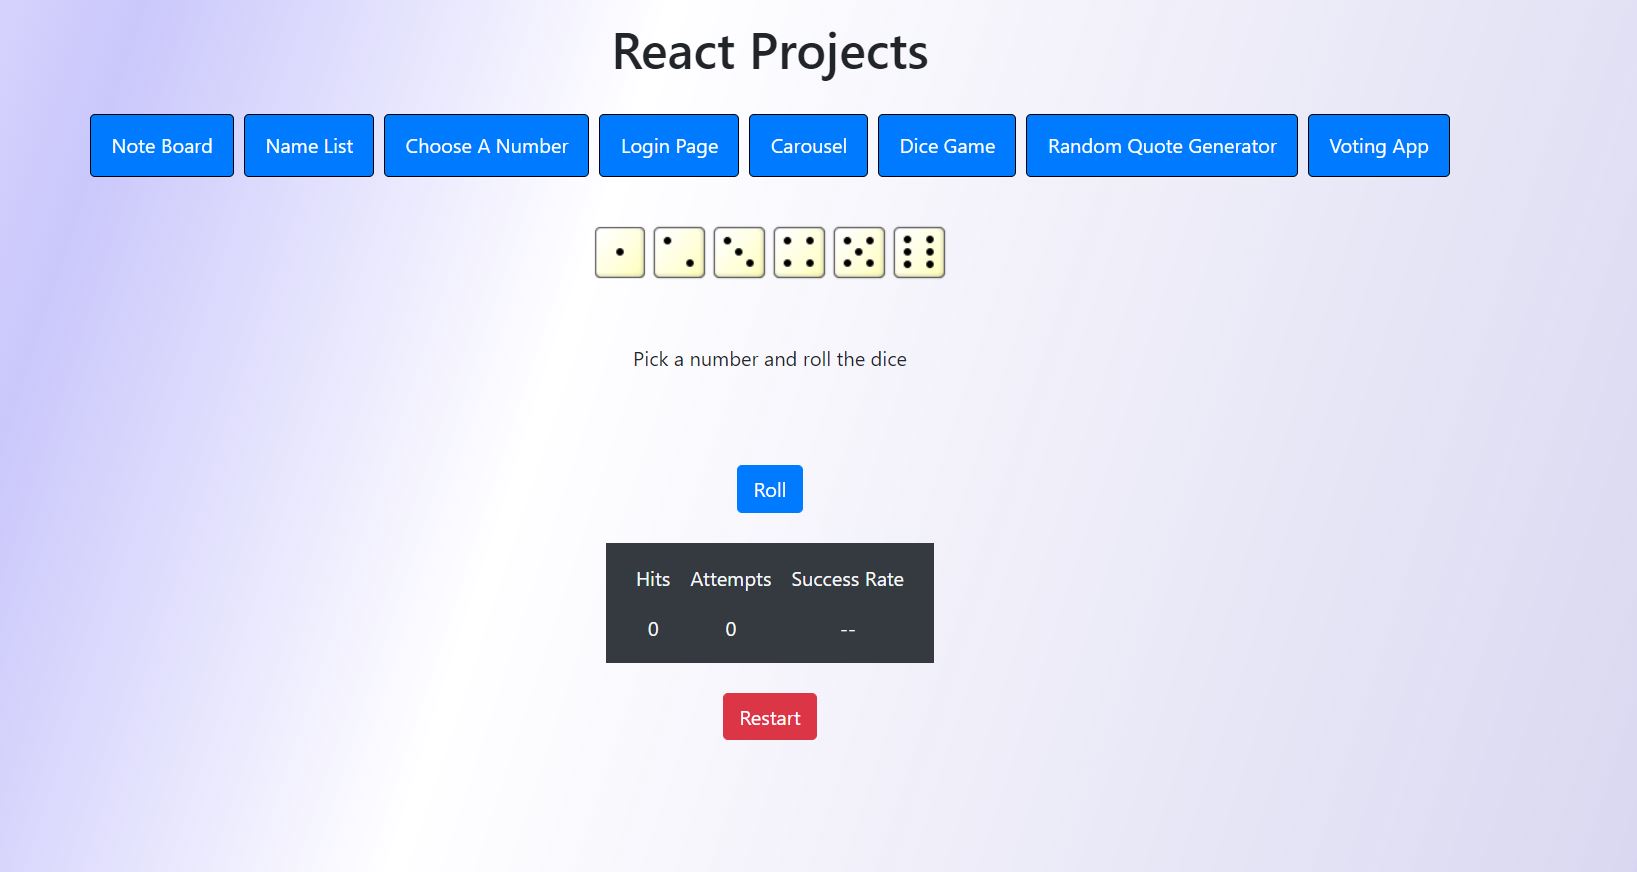 React Projects
Note Board Name List Choose A Number Login Page Carousel Dice Game Random Quote Generator Voting App
Pick a number and roll the dice
Roll
Hits Attempts Success Rate
0 0 --
Restart